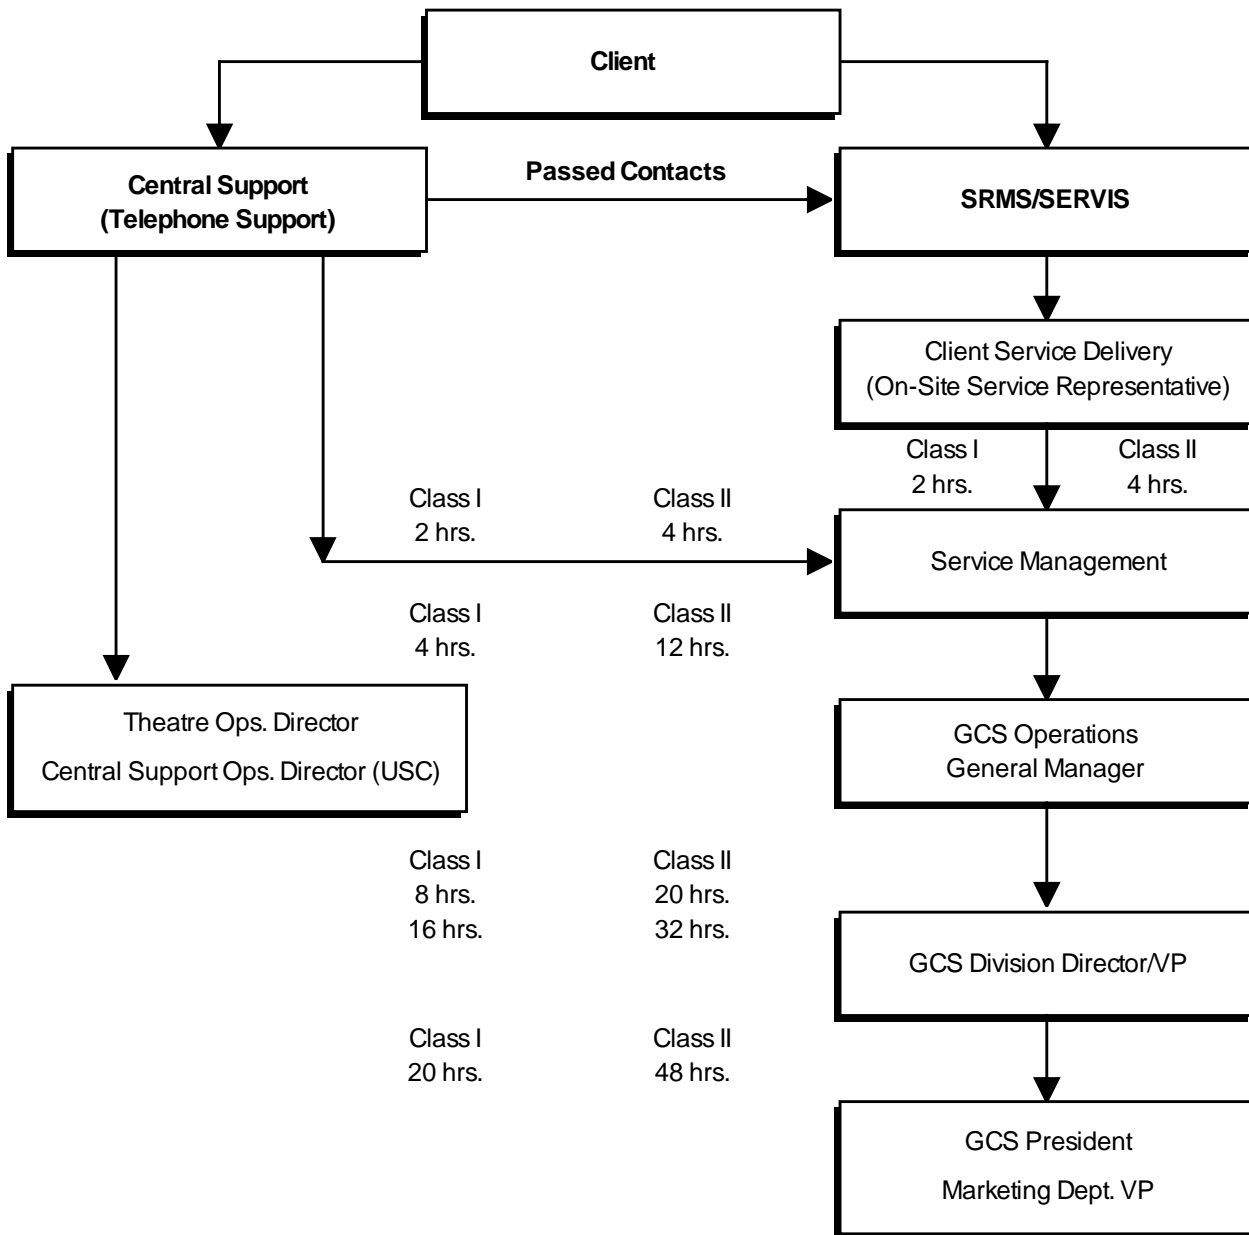 Client
Central Support
(Telephone Support)
Passed Contacts
SRMS/SERVIS
Client Service Delivery
(On-Site Service Representative)
Class I Class II
2 hrs. 4 hrs.
Class I Class II
2 hrs. 4 hrs.
Service Management
Class I Class II
4 hrs. 12 hrs.
Theatre Ops. Director
Central Support Ops. Director (USC)
GCS Operations
General Manager
Class I Class II
8 hrs. 20 hrs.
16 hrs. 32 hrs.
GCS Division Director/VP
Class I Class II
20 hrs. 48 hrs.
GCS President
Marketing Dept. VP